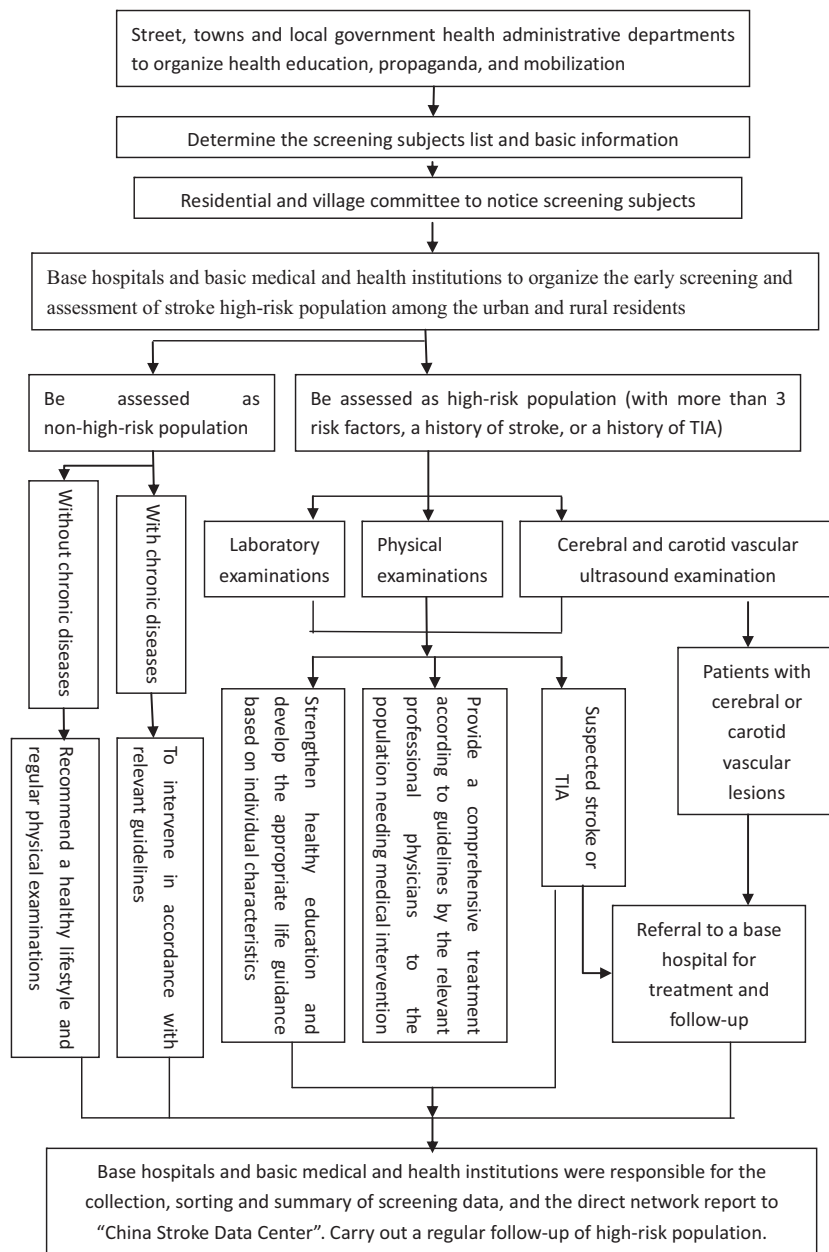 Street, towns and local government health administrative departments
to organize health education, propaganda, and mobilization
Determine the screening subjects list and basic information
Residential and village committee to notice screening subjects
Base hospitals and basic medical and health institutions to organize the early screening and
assessment of stroke high-risk population among the urban and rural residents
Be assessed as
non-high-risk population
Be assessed as high-risk population (with more than 3
risk factors, a history of stroke, or a history of TIA)
Without chronic diseases
With chronic diseases
Laboratory
examinations
Physical
examinations
Cerebral and carotid vascular
ultrasound examination
Patients with
cerebral or
carotid
vascular
lesions
Recommend a healthy lifestyle and
regular physical examinations
To intervene in accordance with
relevant guidelines
Strengthen healthy education and
develop the appropriate life guidance
based on individual characteristics
Provide a comprehensive treatment
according to guidelines by the relevant
professional physicians to the
population needing medical intervention
Suspected stroke or
TIA
Referral to a base
hospital for
treatment and
follow-up
Base hospitals and basic medical and health institutions were responsible for the
collection, sorting and summary of screening data, and the direct network report to
“China Stroke Data Center”. Carry out a regular follow-up of high-risk population.